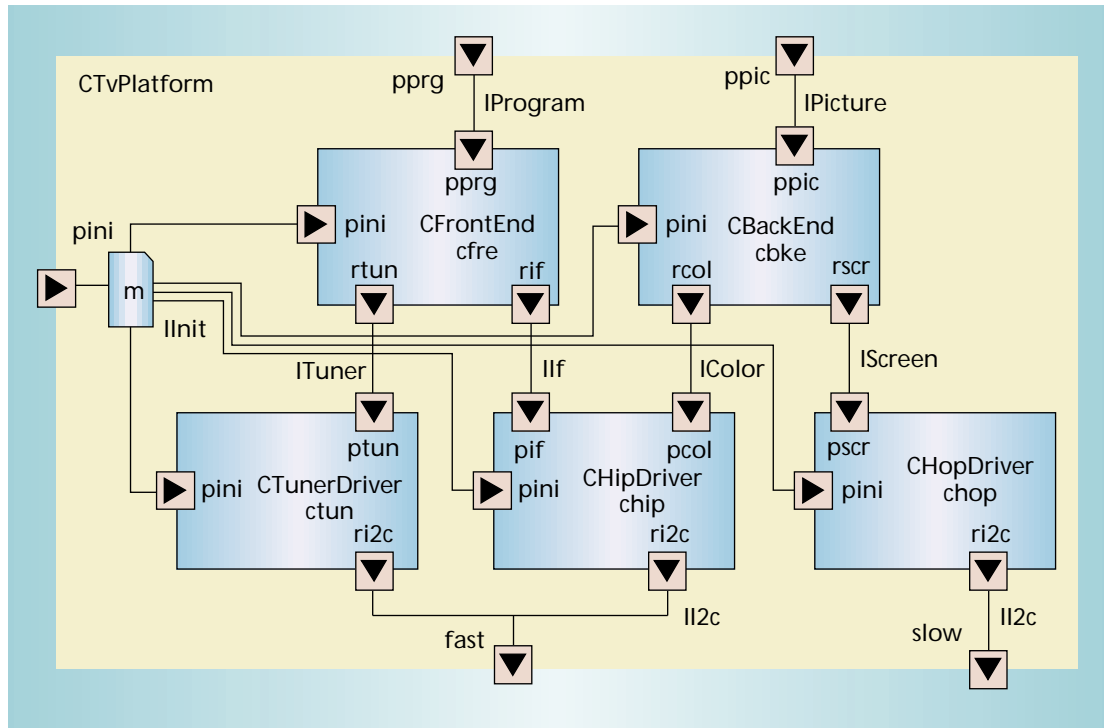 pprg
ppic
CTvPlatform
IProgram
IPicture
pprg
ppic
pini
pini
CFrontEnd
cfre
pini
CBackEnd
cbke
rtun
rif
rcol
rscr
m
IInit
ITuner
IIf
IColor
IScreen
ptun
pif
pcol
pscr
pini
CTunerDriver
ctun
pini
CHipDriver
chip
pini
CHopDriver
chop
ri2c
ri2c
ri2c
fast
II2c
slow
II2c